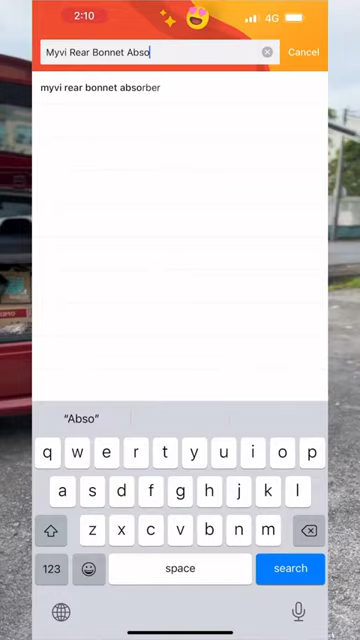 2:10
4G
Myvi Rear Bonnet Abso
Cancel
myvi rear bonnet absorber
“Abso”
q w e r t y u i o p
a s d f g h j k l
z x c v b n m
123
space
search